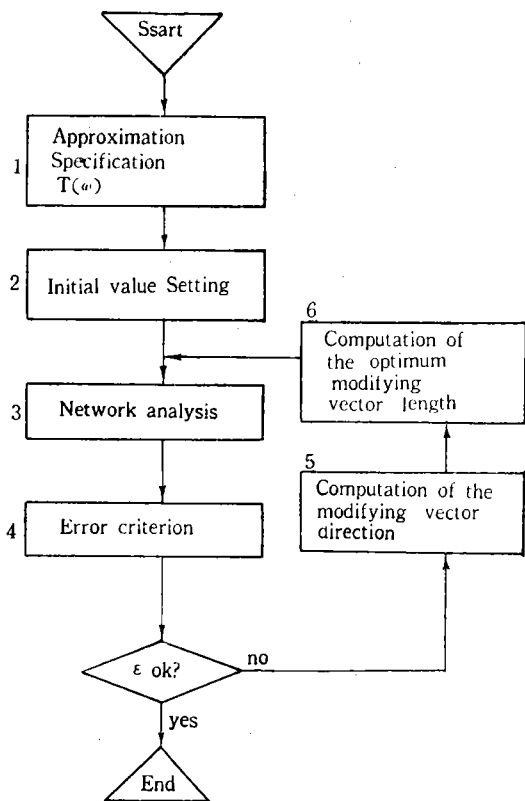 Ssart
1
Approximation
Specification
T(ω)
2
Initial value Setting
3
Network analysis
4
Error criterion
ε ok?
no
yes
End
5
Computation of the
modifying vector
direction
6
Computation of
the optimum
modifying
vector length